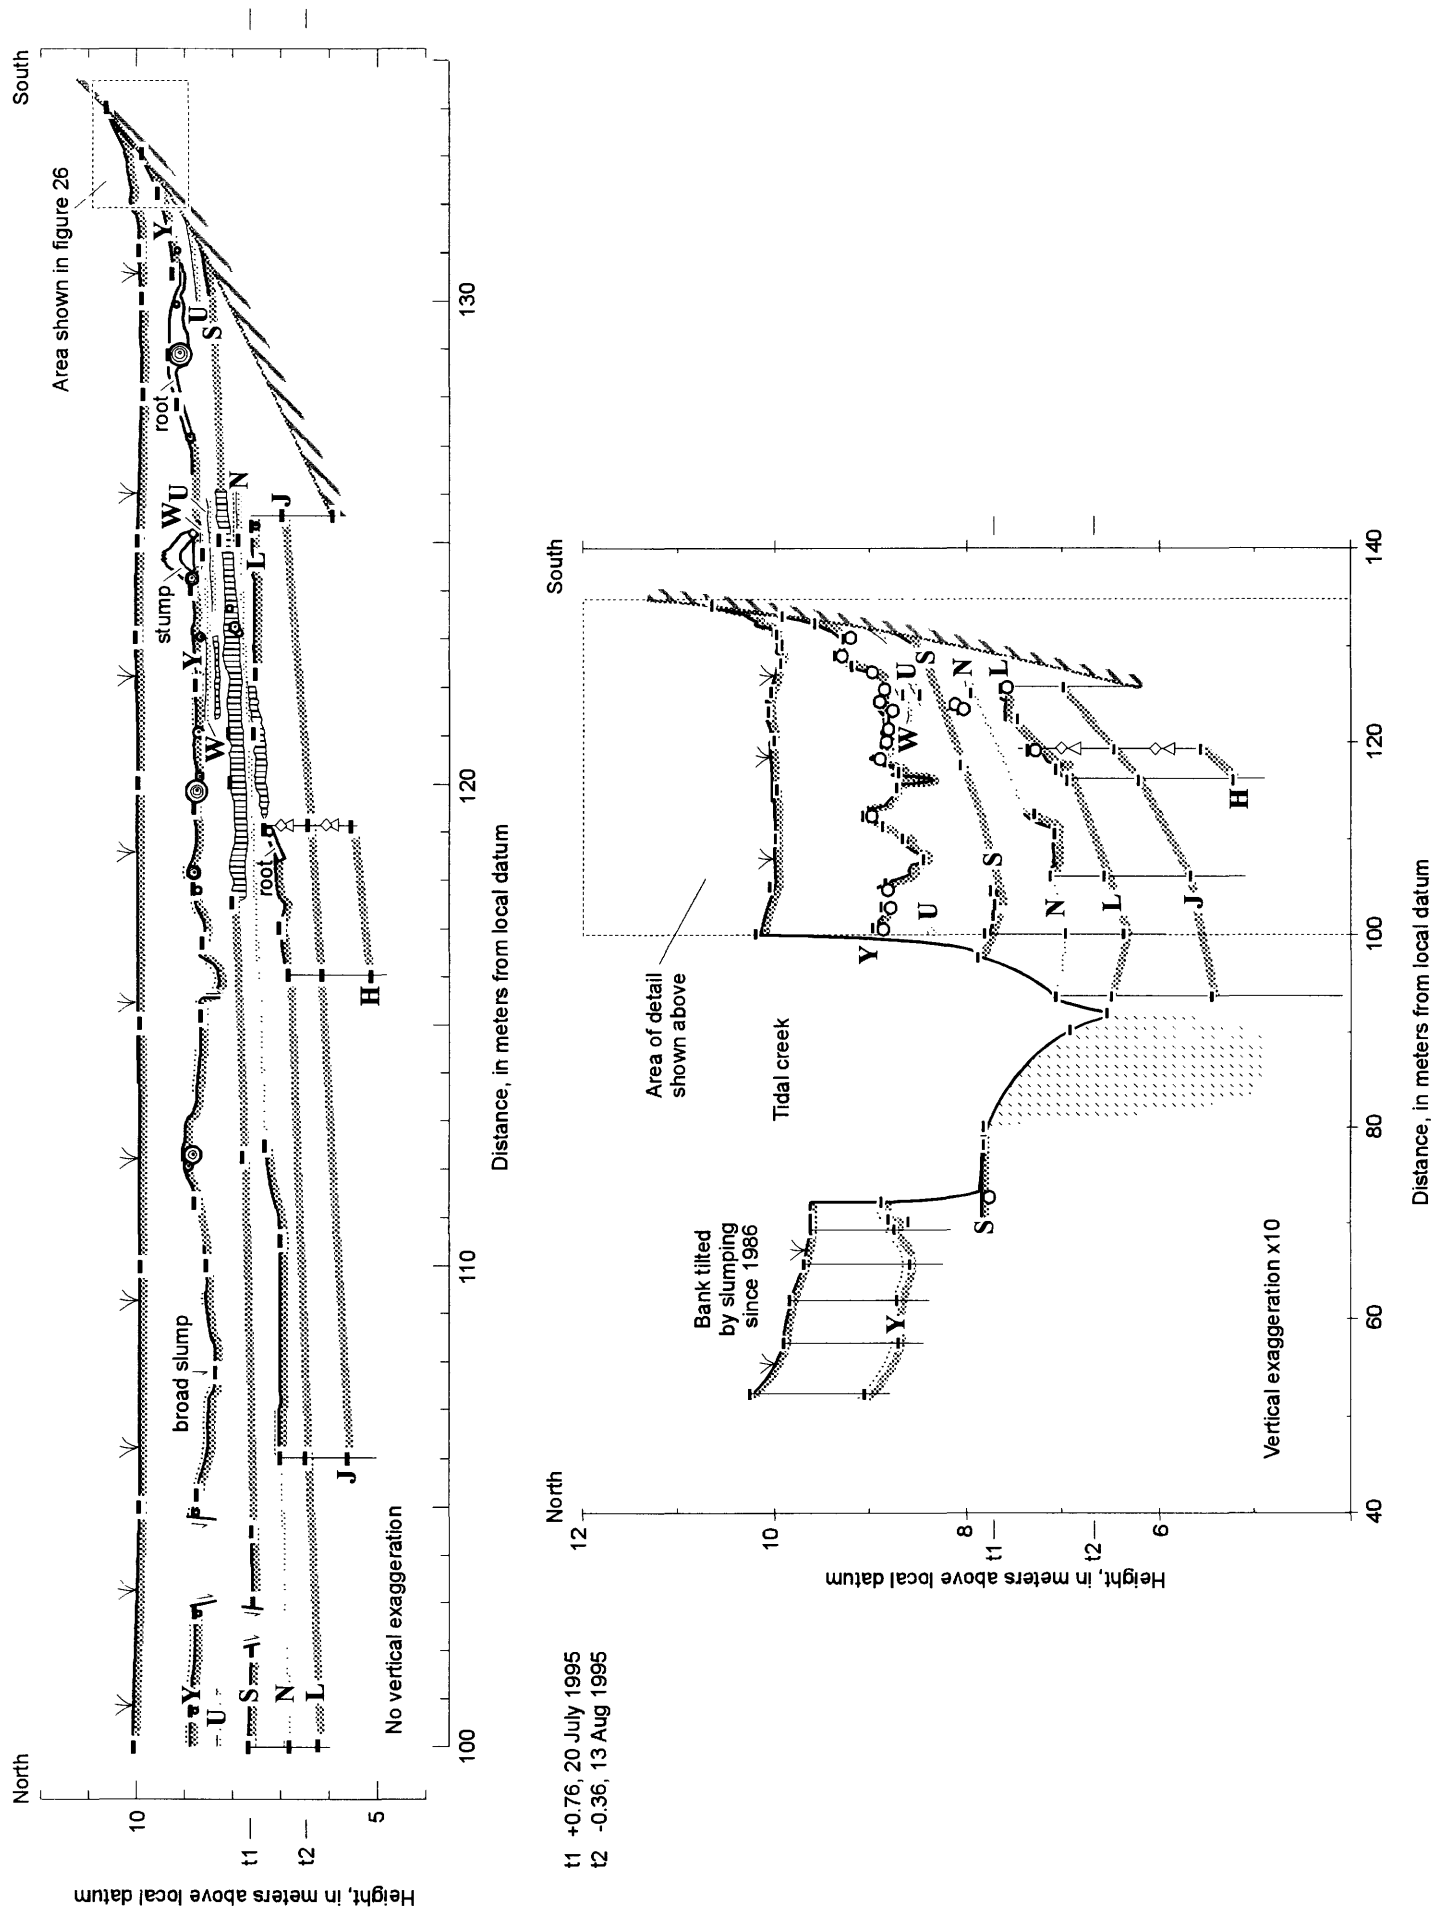 North
South
Height, in meters above local datum
10
5
t1
t2
Area shown in figure 26
root
stump
broad slump
root
Y
U
S
N
L
J
H
W
Y
W
U
N
L
J
Y
U
S
No vertical exaggeration
100
110
120
130
Distance, in meters from local datum
t1 +0.76, 20 July 1995
t2 -0.36, 13 Aug 1995
North
South
Height, in meters above local datum
12
10
8
t1
t2
6
Bank tilted
by slumping
since 1986
Tidal creek
Area of detail
shown above
Y
S
Y
U
S
N
L
J
H
W
U
S
N
L
Vertical exaggeration x10
40
60
80
100
120
140
Distance, in meters from local datum